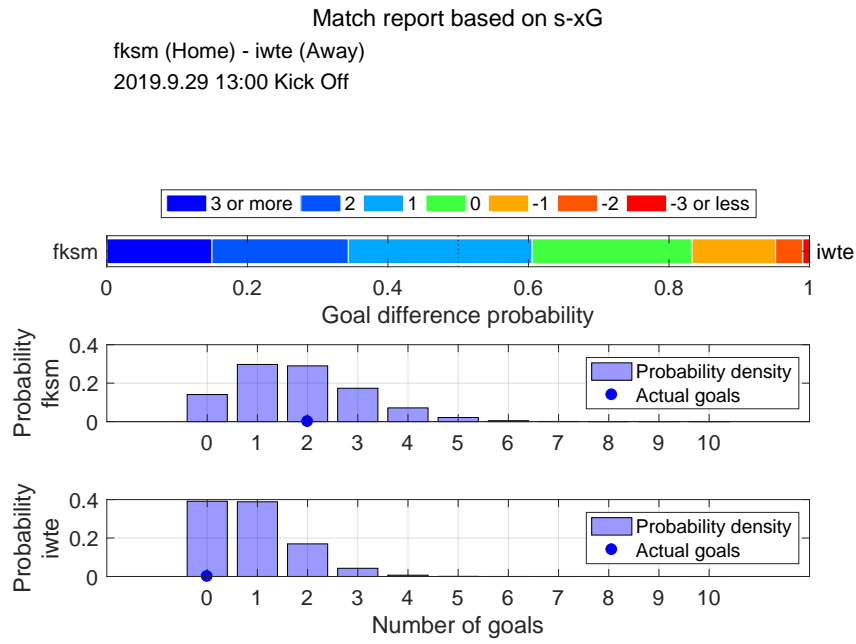 Match report based on s-xG
fksm (Home) - iwte (Away)
2019.9.29 13:00 Kick Off
3 or more 2 1 0 -1 -2 -3 or less
fksm iwte
0 0.2 0.4 0.6 0.8 1
Goal difference probability
Probability
fksm
0.4
0.2
0
Probability density
Actual goals
0 1 2 3 4 5 6 7 8 9 10
Probability
iwte
0.4
0.2
0
Probability density
Actual goals
0 1 2 3 4 5 6 7 8 9 10
Number of goals